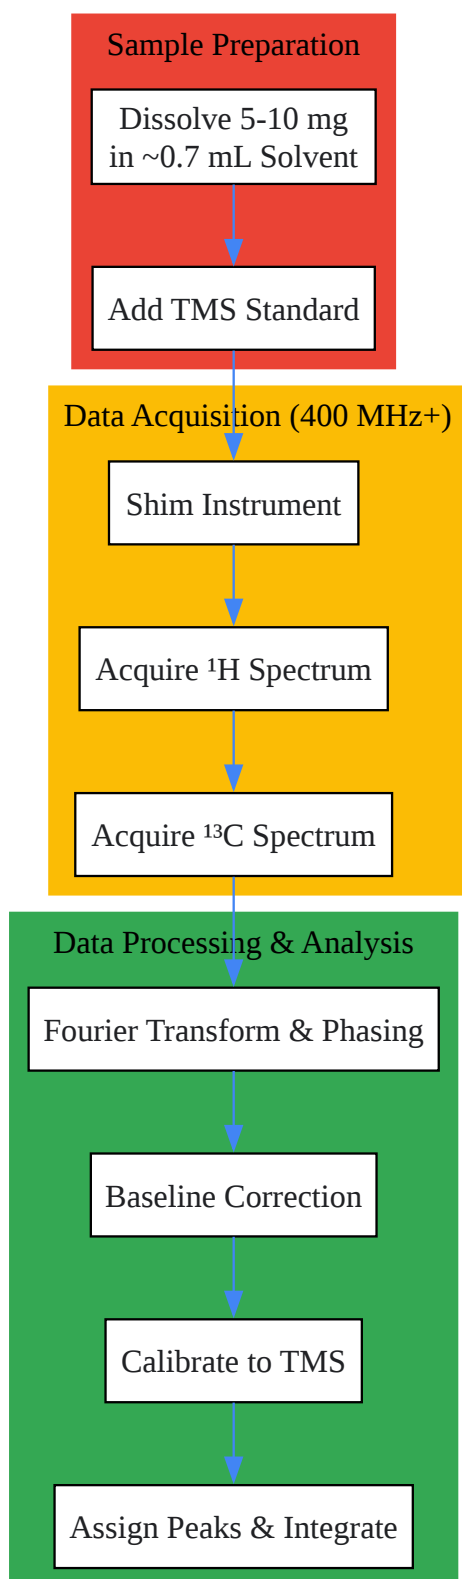 Sample Preparation
Dissolve 5-10 mg
in ~0.7 mL Solvent
Add TMS Standard
Data Acquisition (400 MHz+)
Shim Instrument
Acquire ¹H Spectrum
Acquire ¹³C Spectrum
Data Processing & Analysis
Fourier Transform & Phasing
Baseline Correction
Calibrate to TMS
Assign Peaks & Integrate